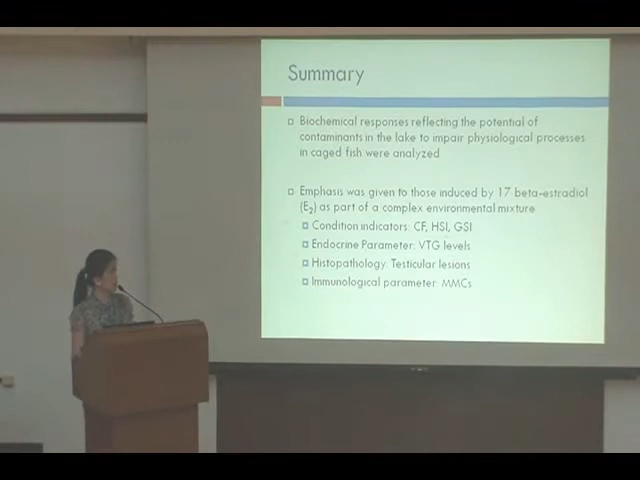 Summary
Biochemical responses reflecting the potential of
contaminants in the lake to impair physiological processes
in caged fish were analyzed
Emphasis was given to those induced by 17 beta-estradiol
(E2) as part of a complex environmental mixture
Condition indicators: CF, HSI, GSI
Endocrine Parameter: VTG levels
Histopathology: Testicular lesions
Immunological parameter: MMCs